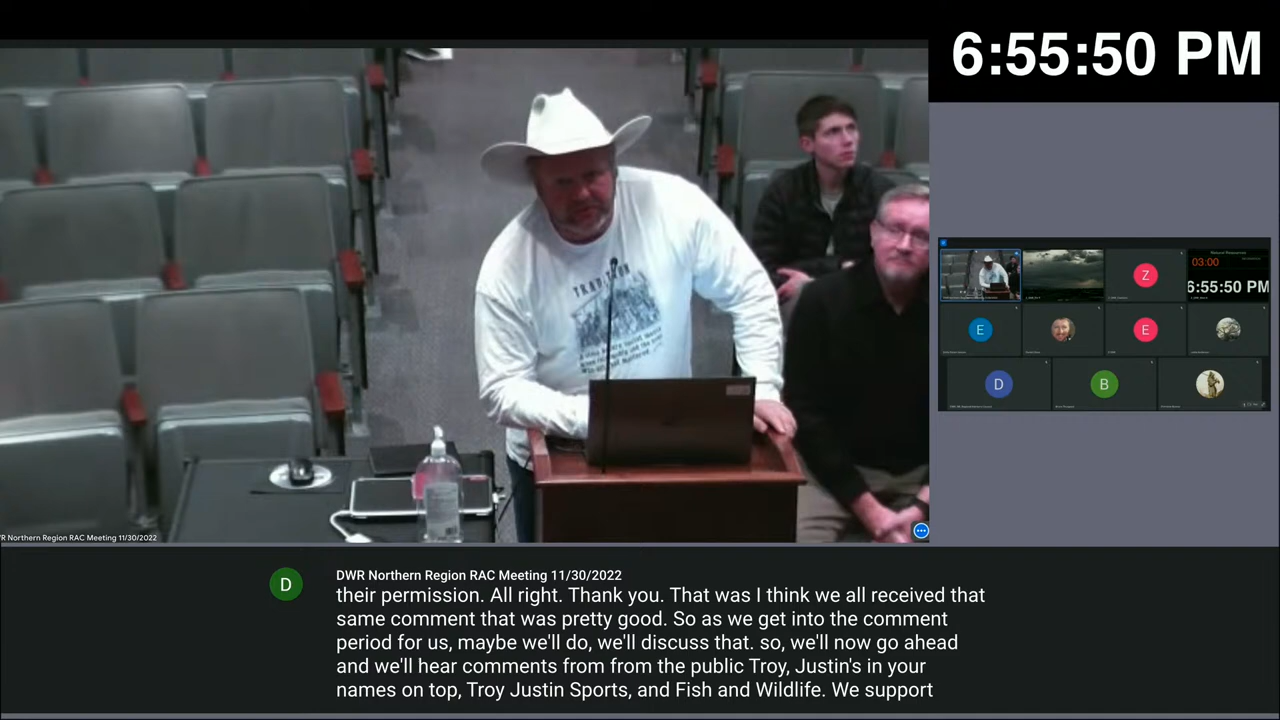 6:55:50 PM
TRADITION
03:00
6:55:50 PM
Z
E
E
D
B
R Northern Region RAC Meeting 11/30/2022
D
DWR Northern Region RAC Meeting 11/30/2022
their permission. All right. Thank you. That was I think we all received that
same comment that was pretty good. So as we get into the comment
period for us, maybe we'll do, we'll discuss that. so, we'll now go ahead
and we'll hear comments from from the public Troy, Justin's in your
names on top, Troy Justin Sports, and Fish and Wildlife. We support